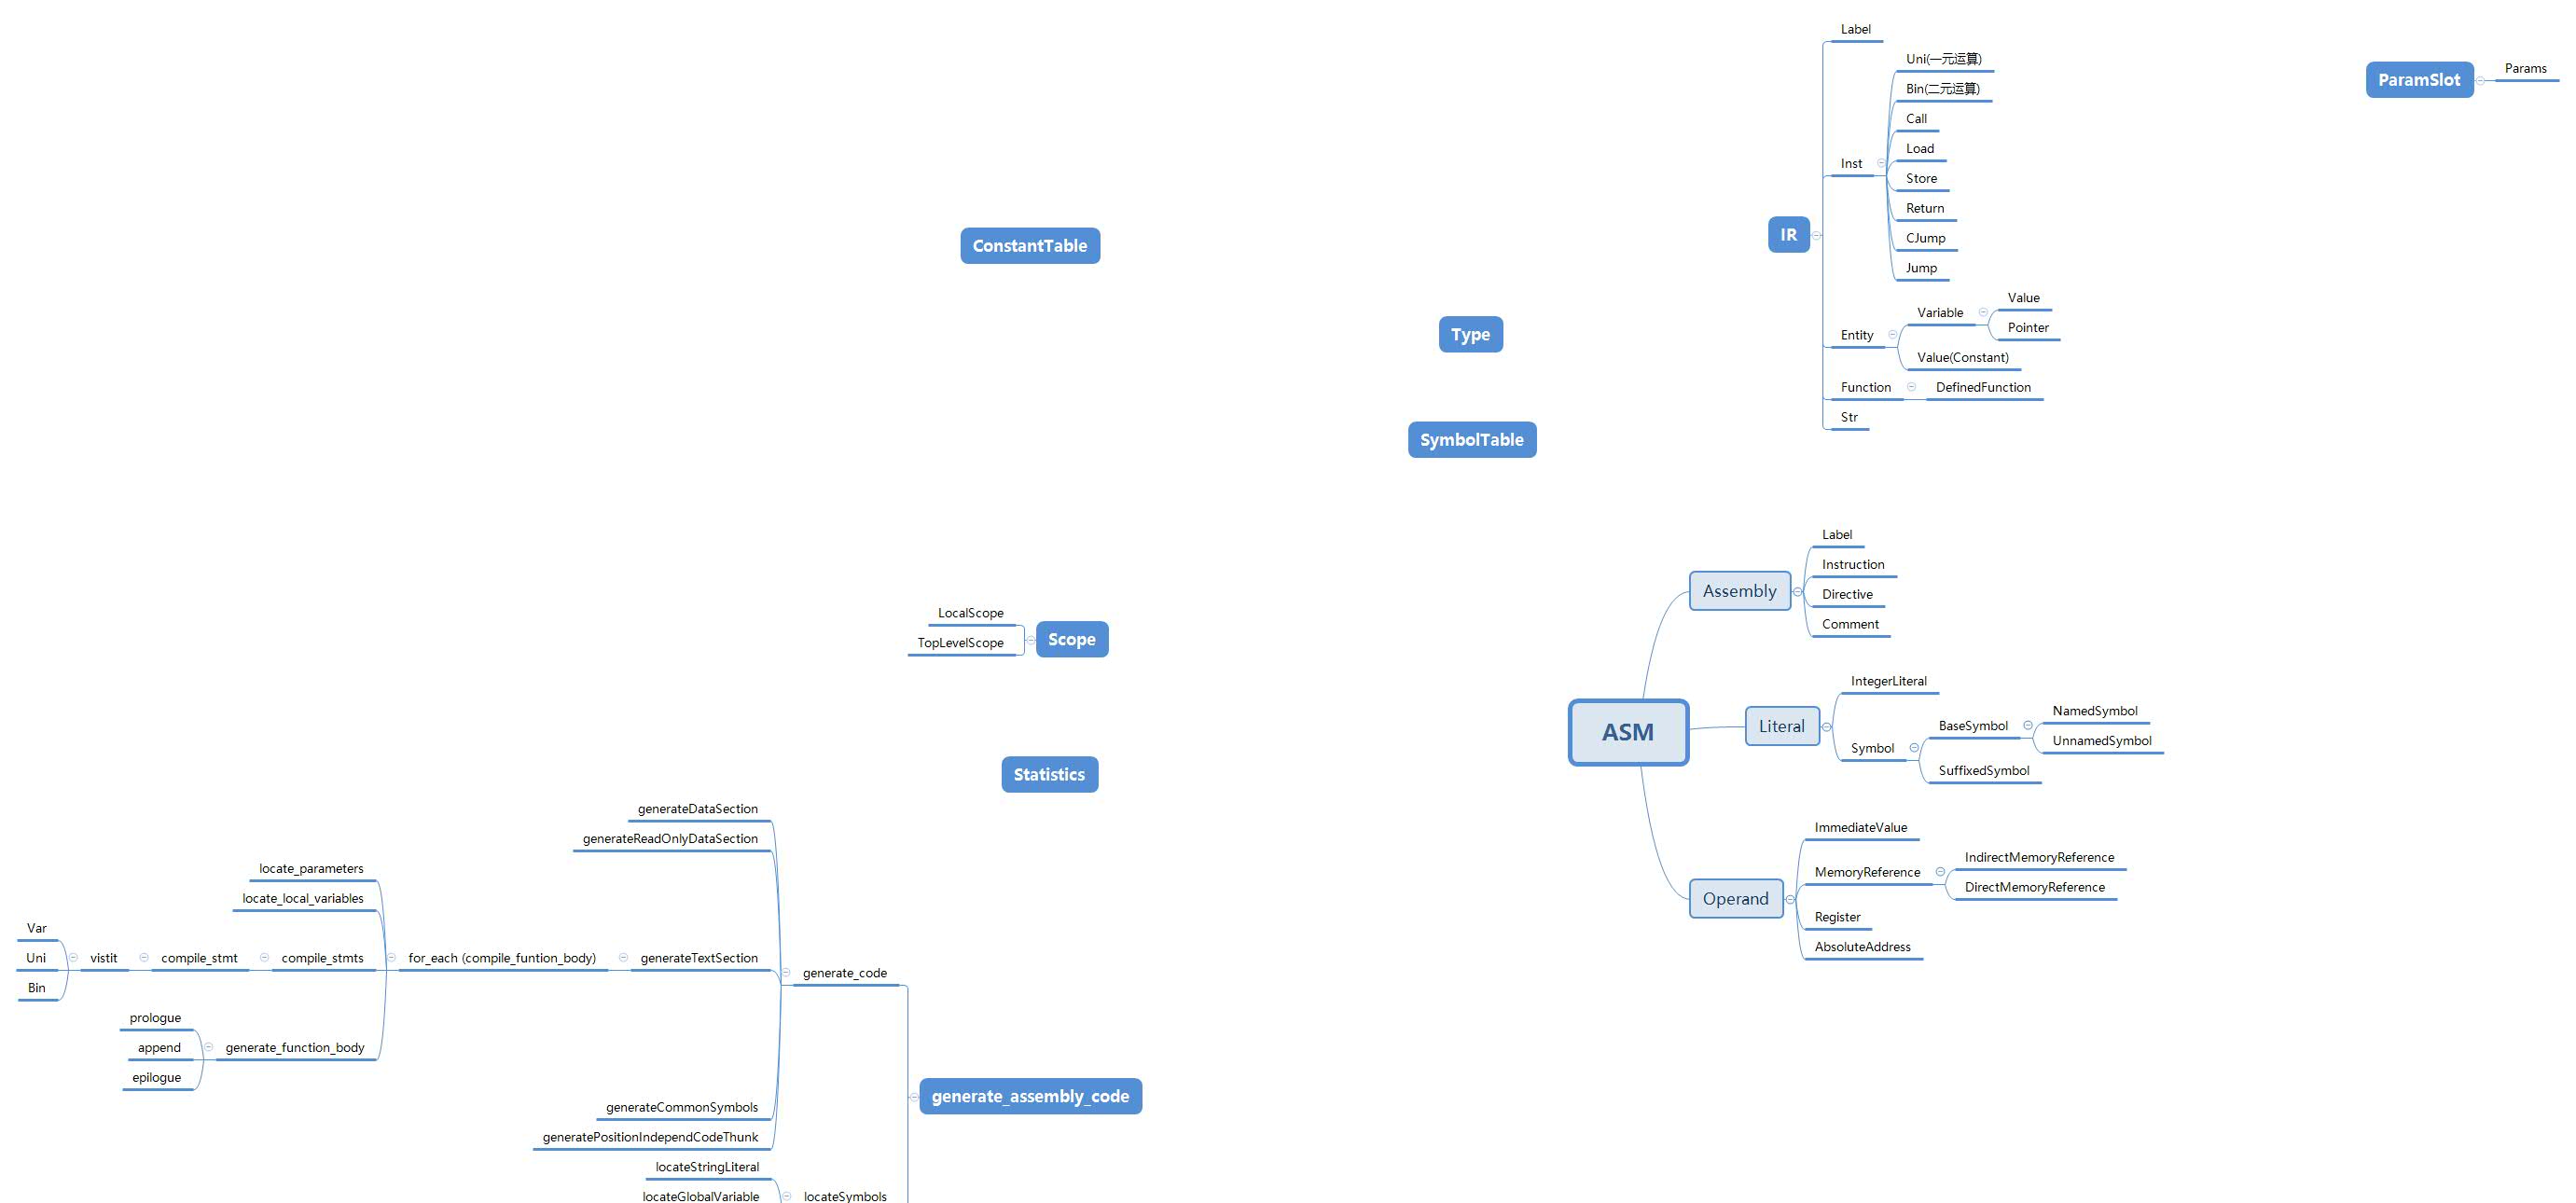 Label
Uni(一元运算)
Bin(二元运算)
Call
Load
Inst
Store
Return
CJump
Jump
IR
Variable
Value
Pointer
Entity
Value(Constant)
Function
DefinedFunction
Str
ParamSlot
Params
ConstantTable
Type
SymbolTable
LocalScope
TopLevelScope
Scope
Statistics
Assembly
Label
Instruction
Directive
Comment
ASM
Literal
IntegerLiteral
Symbol
BaseSymbol
NamedSymbol
UnnamedSymbol
SuffixedSymbol
Operand
ImmediateValue
MemoryReference
IndirectMemoryReference
DirectMemoryReference
Register
AbsoluteAddress
generateDataSection
generateReadOnlyDataSection
locate_parameters
locate_local_variables
Var
Uni
Bin
vistit
compile_stmt
compile_stmts
for_each (compile_funtion_body)
generateTextSection
generate_code
prologue
append
epilogue
generate_function_body
generate_assembly_code
generateCommonSymbols
generatePositionIndependCodeThunk
locateStringLiteral
locateGlobalVariable
locateSymbols